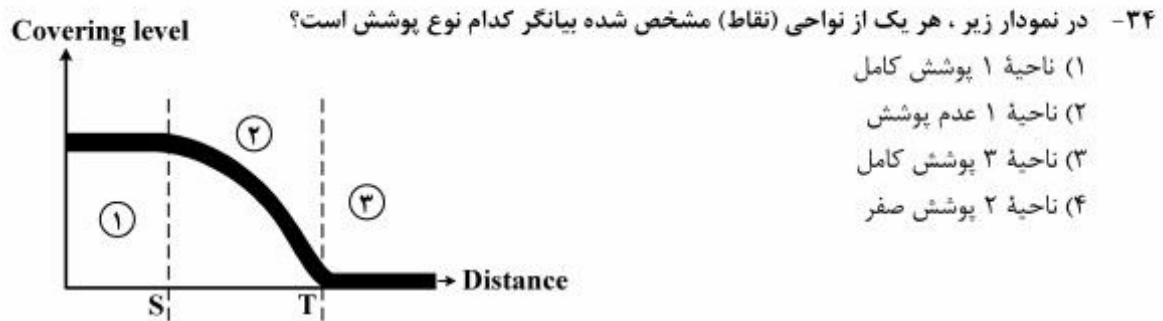 ۳۴- در نمودار زیر ، هر یک از نواحی (نقاط) مشخص شده بیانگر کدام نوع پوشش است؟
۱) ناحیهٔ ۱ پوشش کامل
۲) ناحیهٔ ۱ عدم پوشش
۳) ناحیهٔ ۳ پوشش کامل
۴) ناحیهٔ ۲ پوشش صفر
Covering level
۲
۱
۳
Distance
S
T